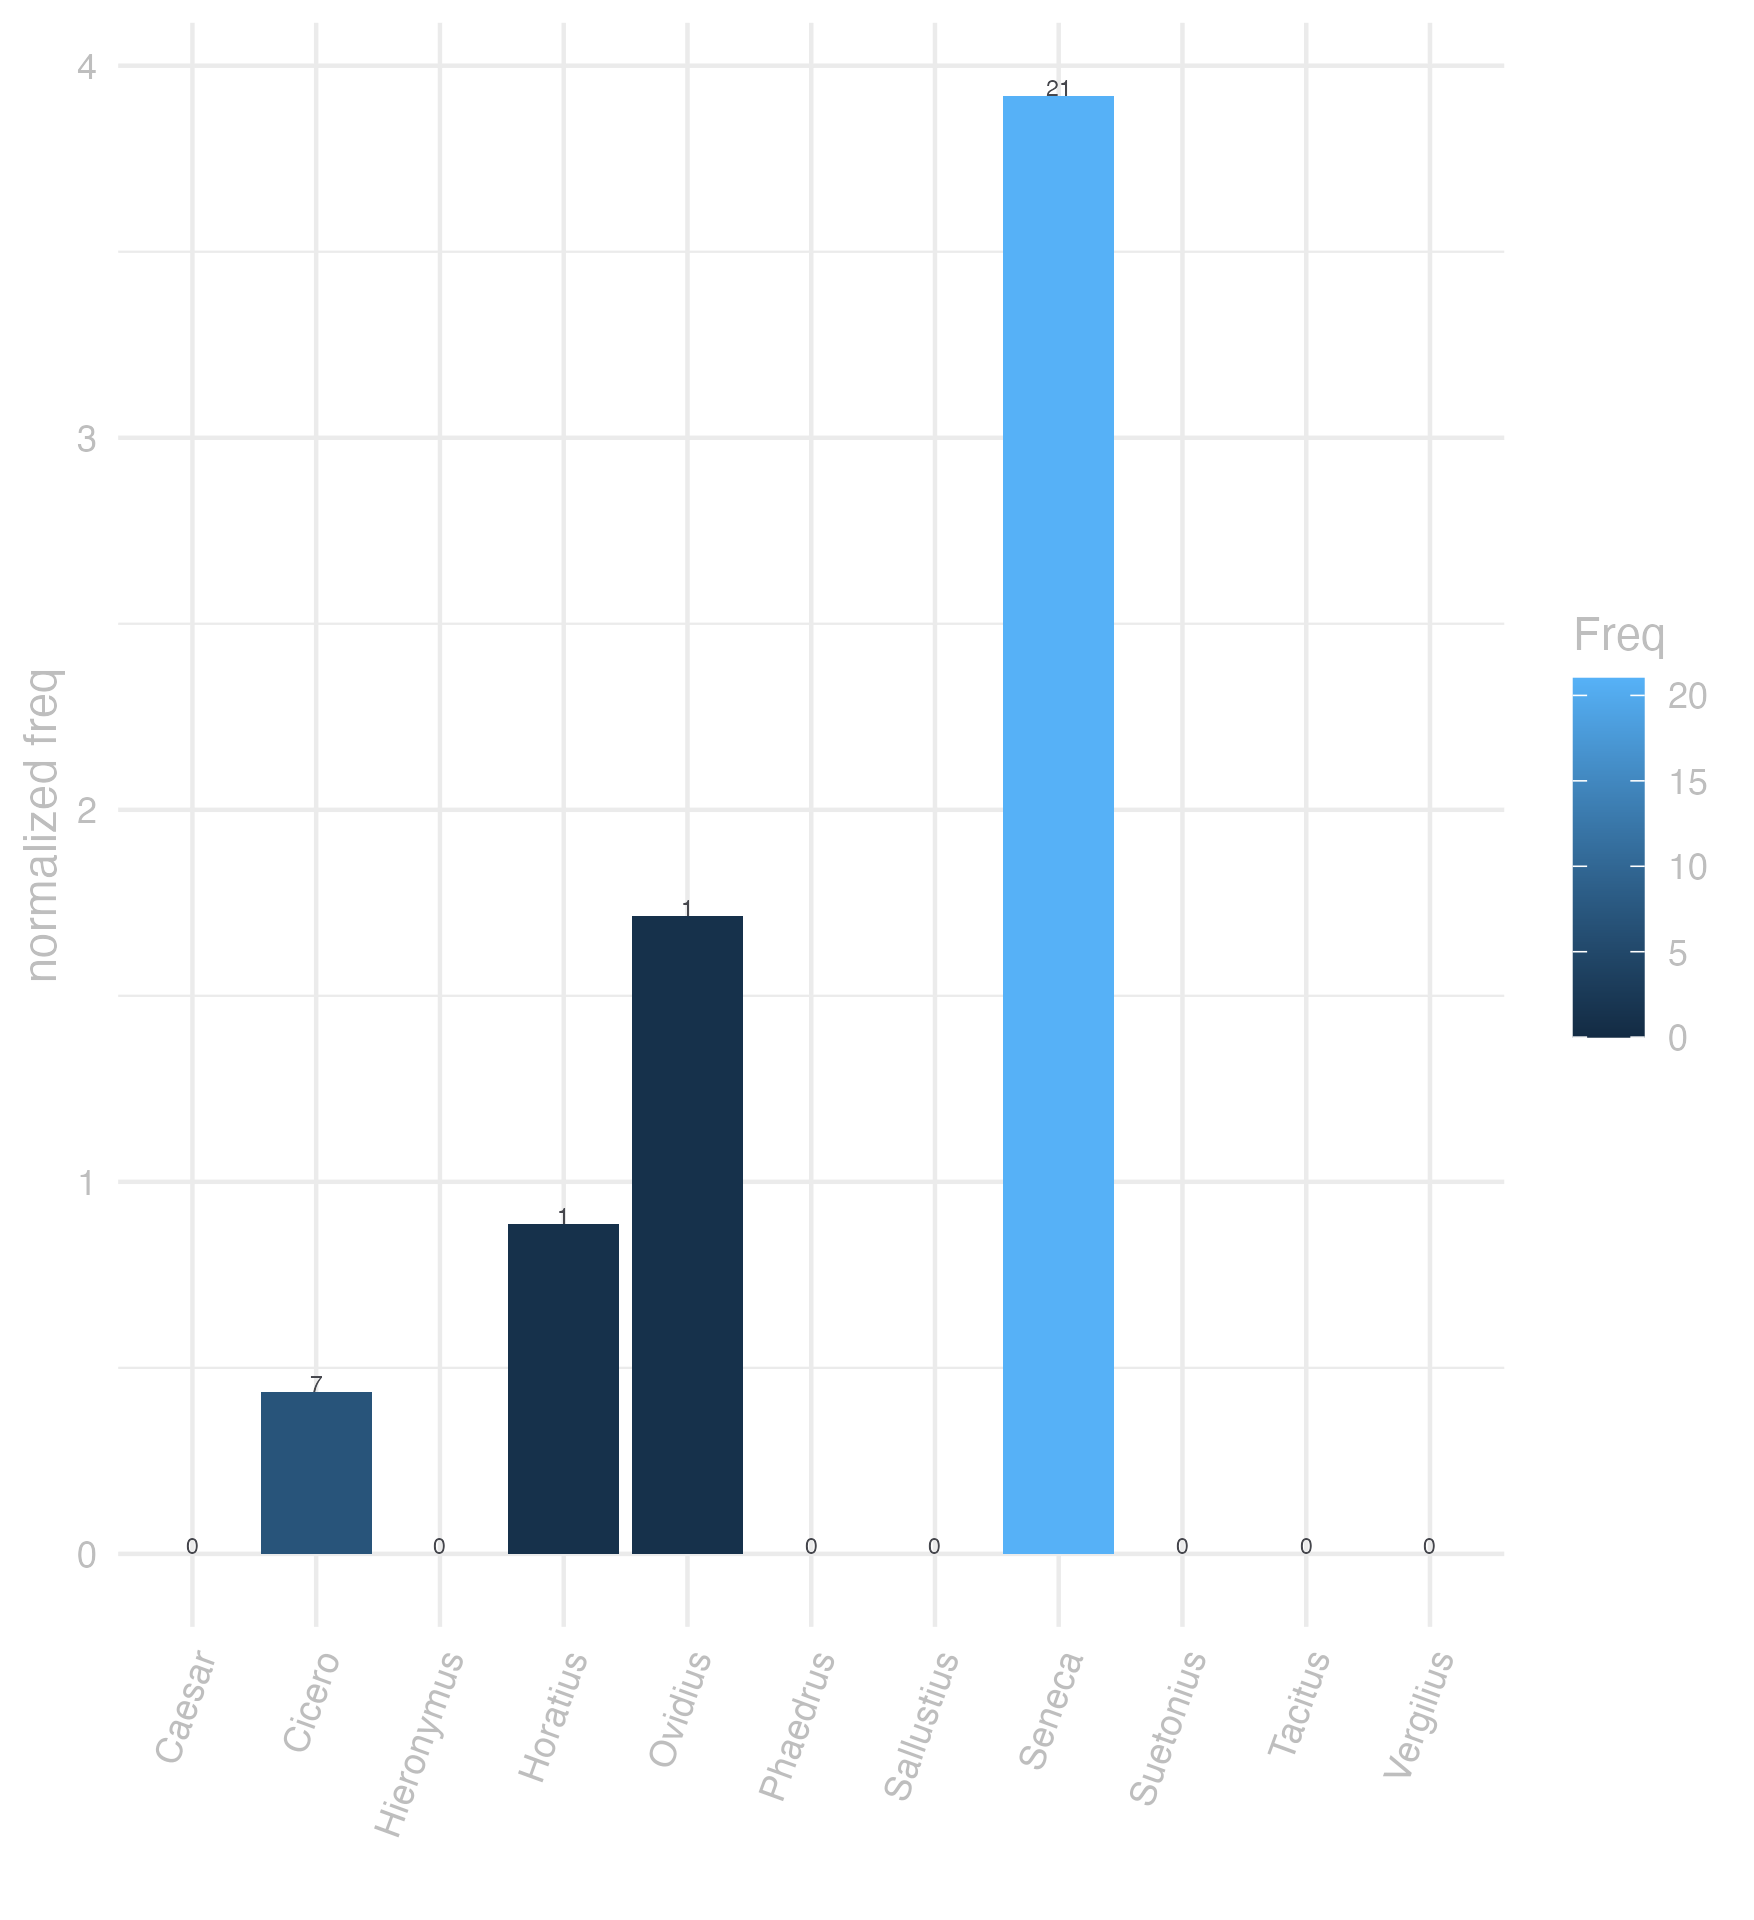 4
3
2
1
0
normalized freq
0
7
0
1
1
0
0
21
0
0
0
Caesar
Cicero
Hieronymus
Horatius
Ovidius
Phaedrus
Sallustius
Seneca
Suetonius
Tacitus
Vergilius
Freq
20
15
10
5
0